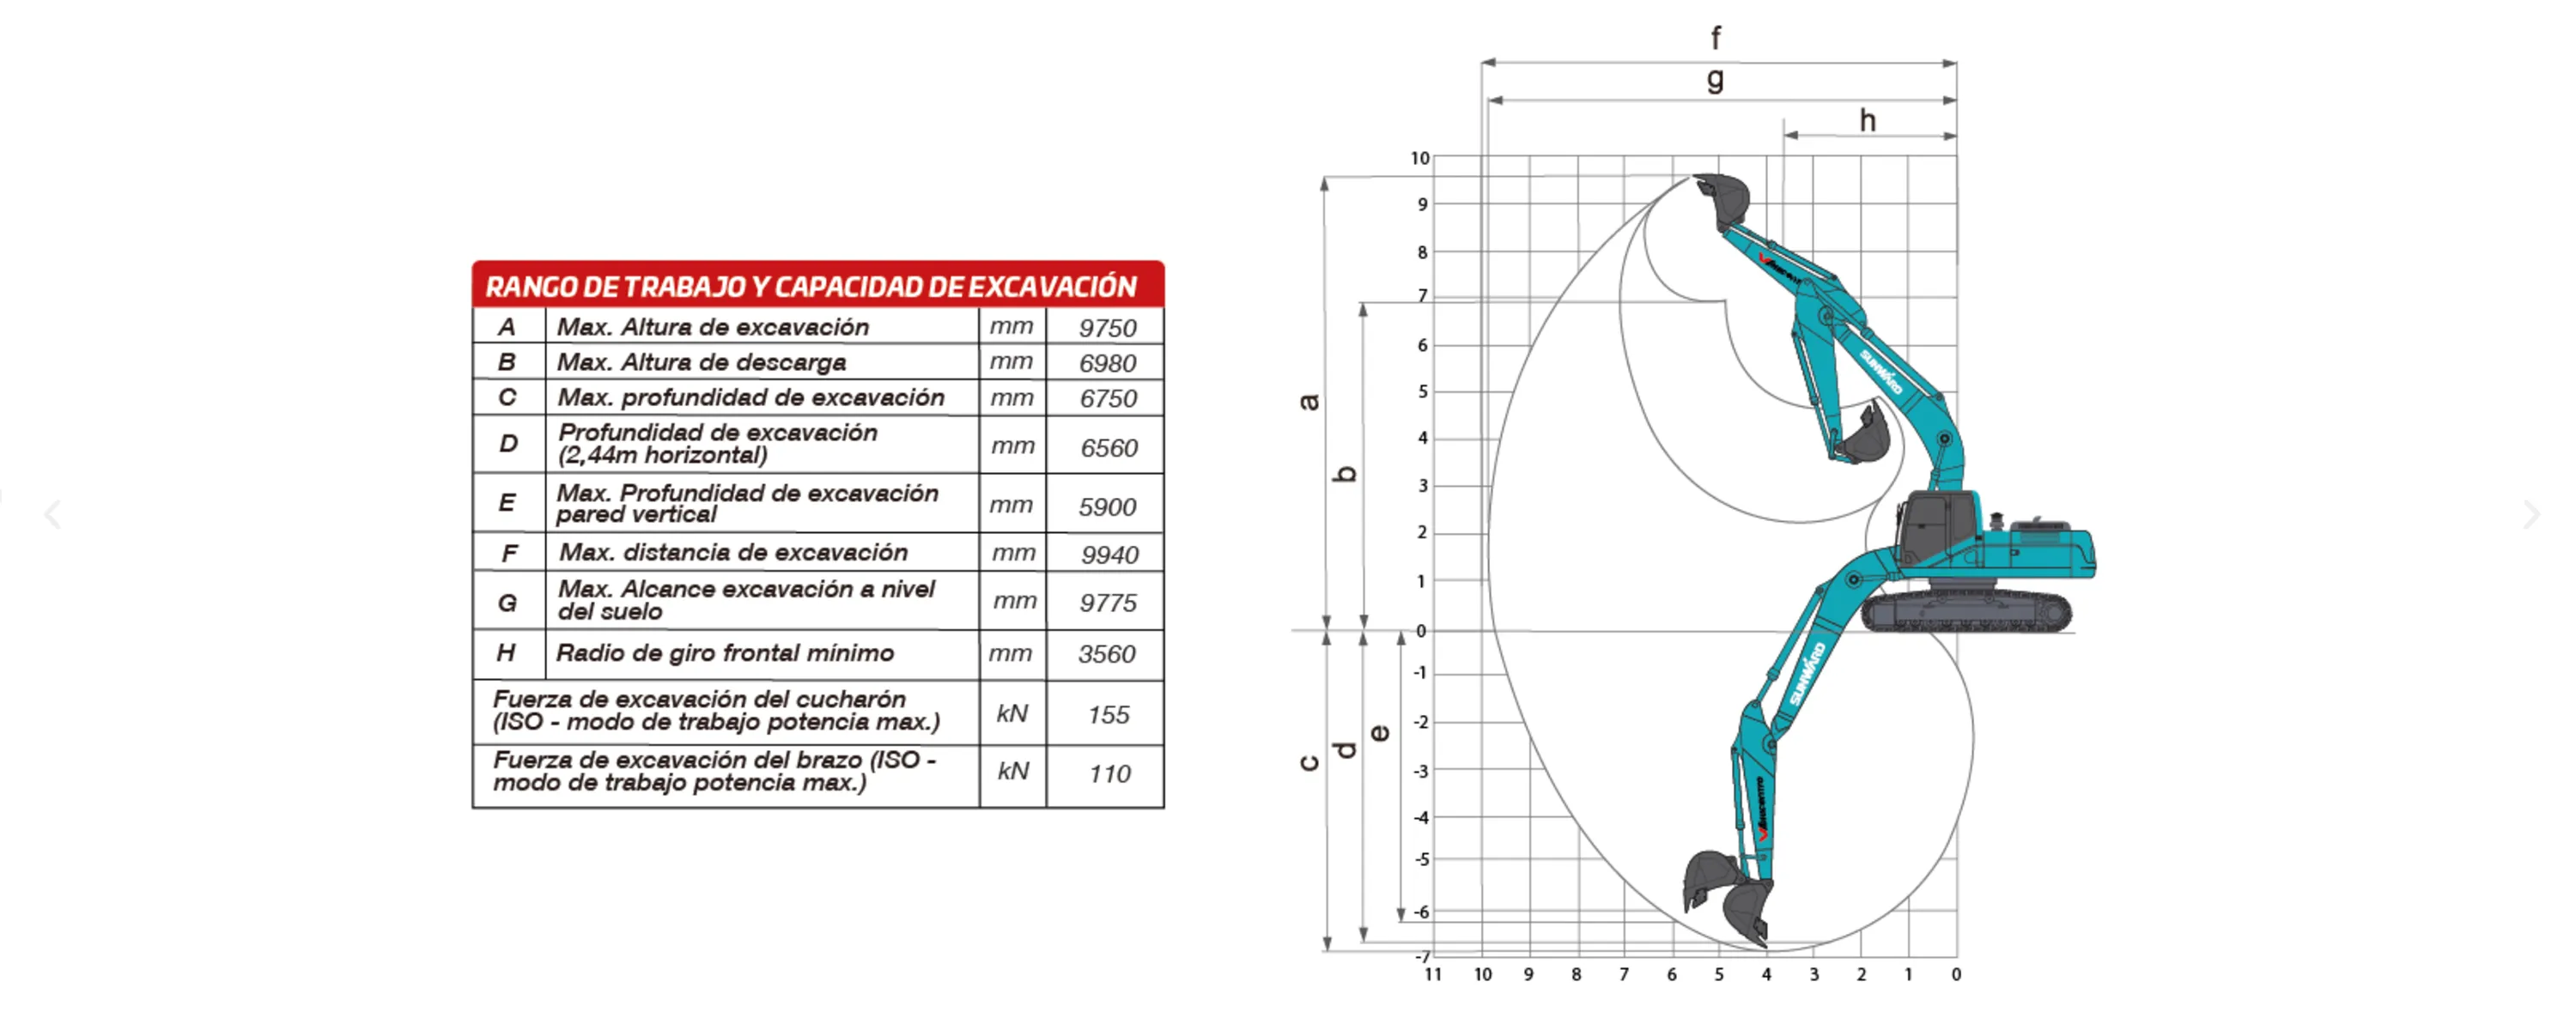 RANGO DE TRABAJO Y CAPACIDAD DE EXCAVACIÓN
A Max. Altura de excavación mm 9750
B Max. Altura de descarga mm 6980
C Max. profundidad de excavación mm 6750
D Profundidad de excavación
(2,44m horizontal) mm 6560
E Max. Profundidad de excavación
pared vertical mm 5900
F Max. distancia de excavación mm 9940
G Max. Alcance excavación a nivel
del suelo mm 9775
H Radio de giro frontal mínimo mm 3560
Fuerza de excavación del cucharón
(ISO - modo de trabajo potencia max.) kN 155
Fuerza de excavación del brazo (ISO -
modo de trabajo potencia max.) kN 110
f
g
h
10
9
8
7
6
5
4
3
2
1
0
-1
-2
-3
-4
-5
-6
-7
11 10 9 8 7 6 5 4 3 2 1 0
a
b
c
d
e
SUNWARD
SUNWARD